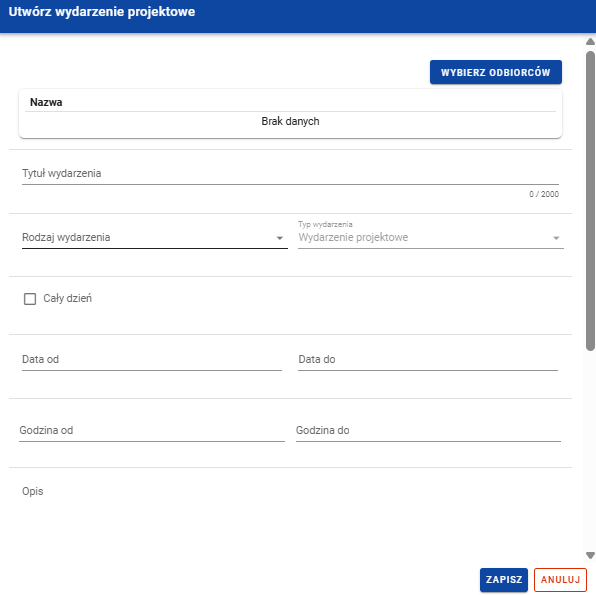 Utwórz wydarzenie projektowe
WYBIERZ ODBIORCÓW
Nazwa
Brak danych
Tytuł wydarzenia
0 / 2000
Typ wydarzenia
Rodzaj wydarzenia Wydarzenie projektowe
Cały dzień
Data od Data do
Godzina od Godzina do
Opis
ZAPISZ ANULUJ